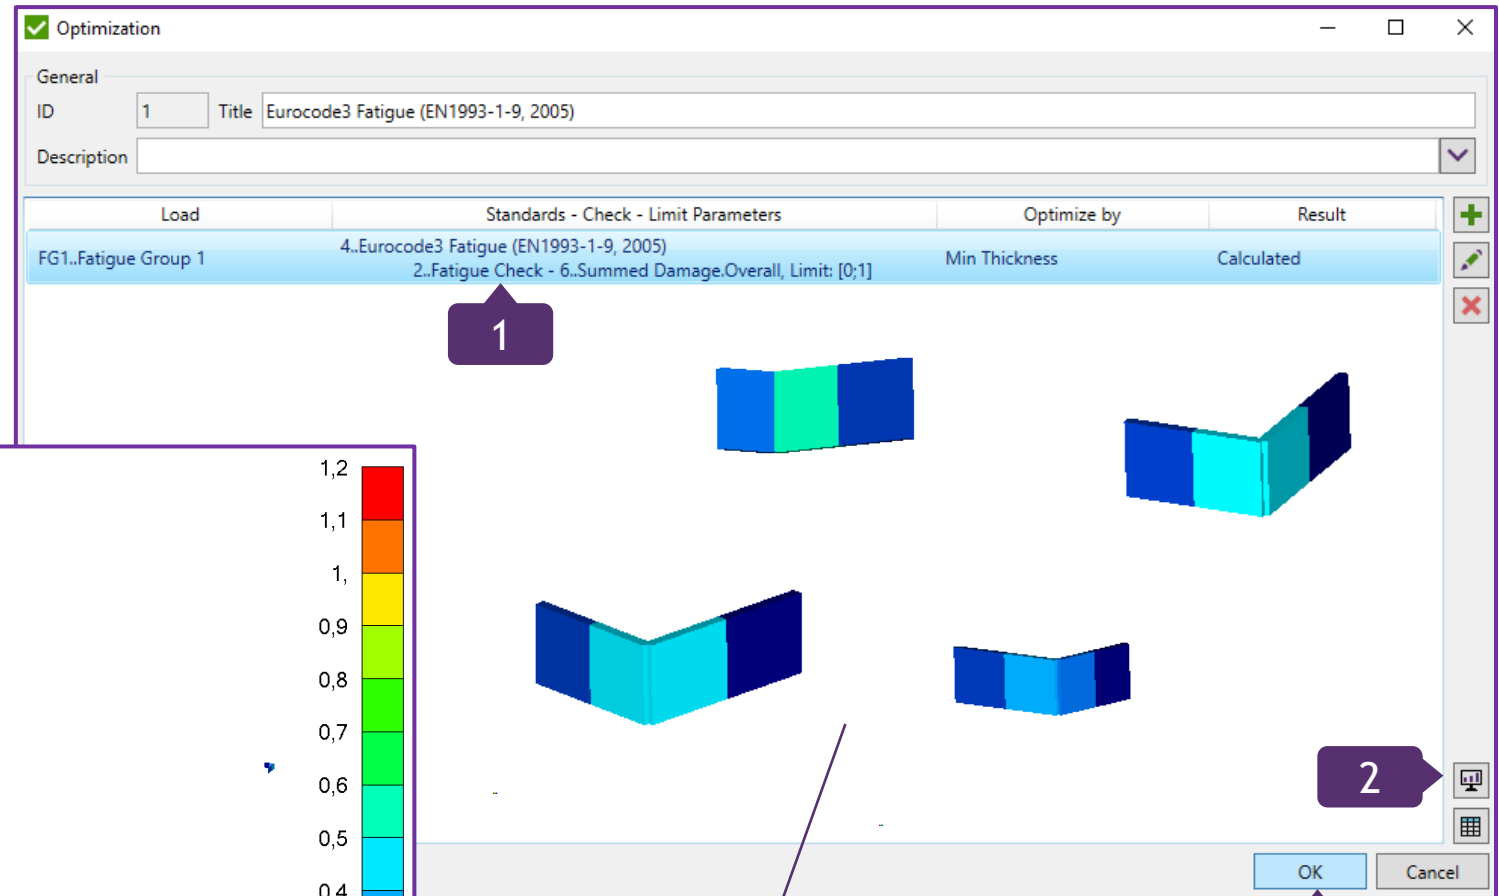 Optimization
General
ID 1 Title Eurocode3 Fatigue (EN1993-1-9, 2005)
Description
Load Standards - Check - Limit Parameters Optimize by Result
FG1..Fatigue Group 1 4..Eurocode3 Fatigue (EN1993-1-9, 2005) Min Thickness Calculated
2..Fatigue Check - 6..Summed Damage.Overall, Limit: [0;1]
1
1,2
1,1
1,
0,9
0,8
0,7
0,6
0,5
0,4
2
OK Cancel